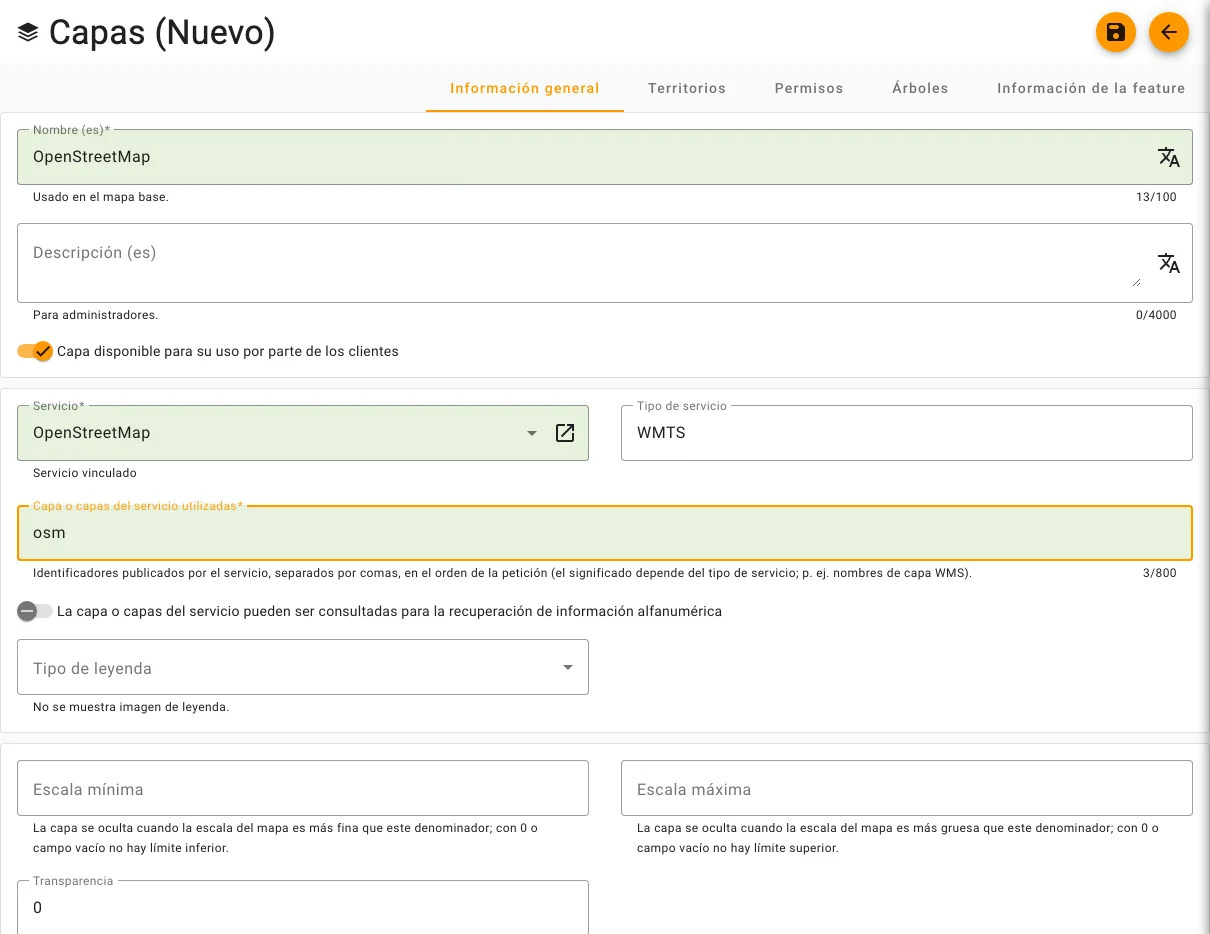 Capas (Nuevo)
Información general
Territorios
Permisos
Árboles
Información de la feature
Nombre (es)*
OpenStreetMap
Usado en el mapa base.
13/100
Descripción (es)
Para administradores.
0/4000
Capa disponible para su uso por parte de los clientes
Servicio*
OpenStreetMap
Servicio vinculado
Tipo de servicio
WMTS
Capa o capas del servicio utilizadas*
osm
Identificadores publicados por el servicio, separados por comas, en el orden de la petición (el significado depende del tipo de servicio; p. ej. nombres de capa WMS).
3/800
La capa o capas del servicio pueden ser consultadas para la recuperación de información alfanumérica
Tipo de leyenda
No se muestra imagen de leyenda.
Escala mínima
La capa se oculta cuando la escala del mapa es más fina que este denominador; con 0 o
campo vacío no hay límite inferior.
Escala máxima
La capa se oculta cuando la escala del mapa es más gruesa que este denominador; con 0 o
campo vacío no hay límite superior.
Transparencia
0